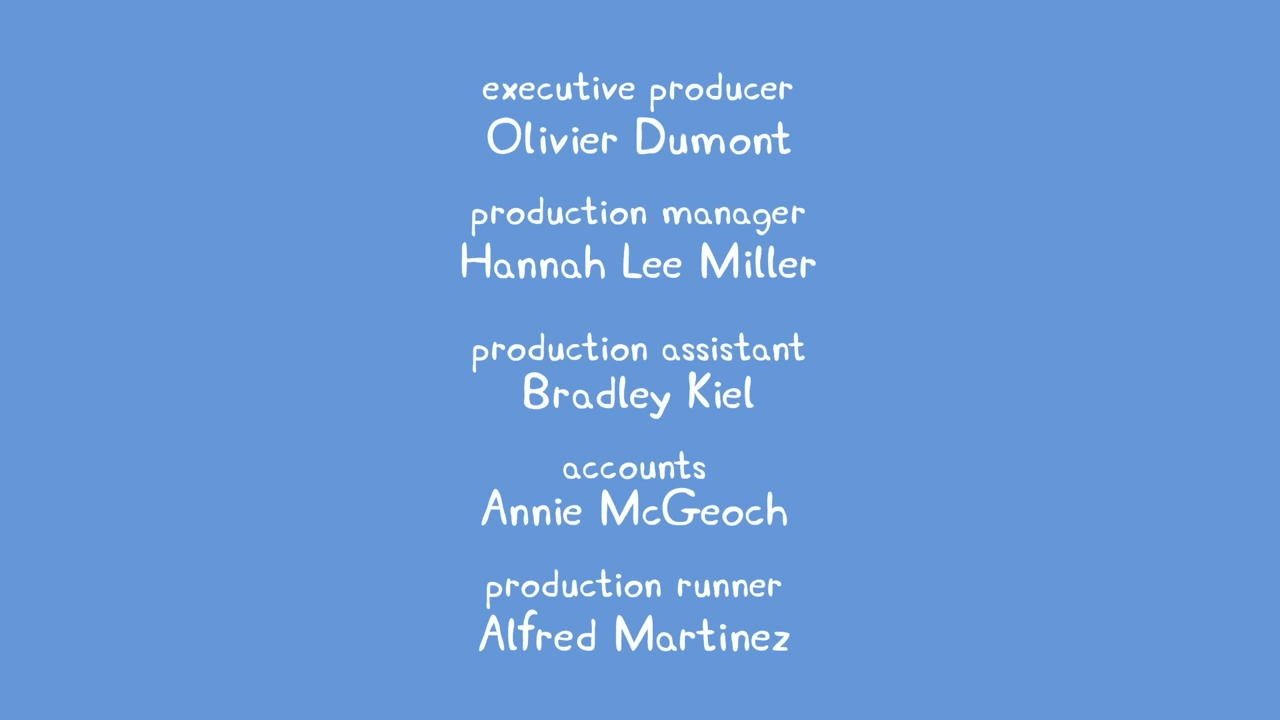 executive producer
Olivier Dumont
production manager
Hannah Lee Miller
production assistant
Bradley Kiel
accounts
Annie McGeoch
production runner
Alfred Martinez